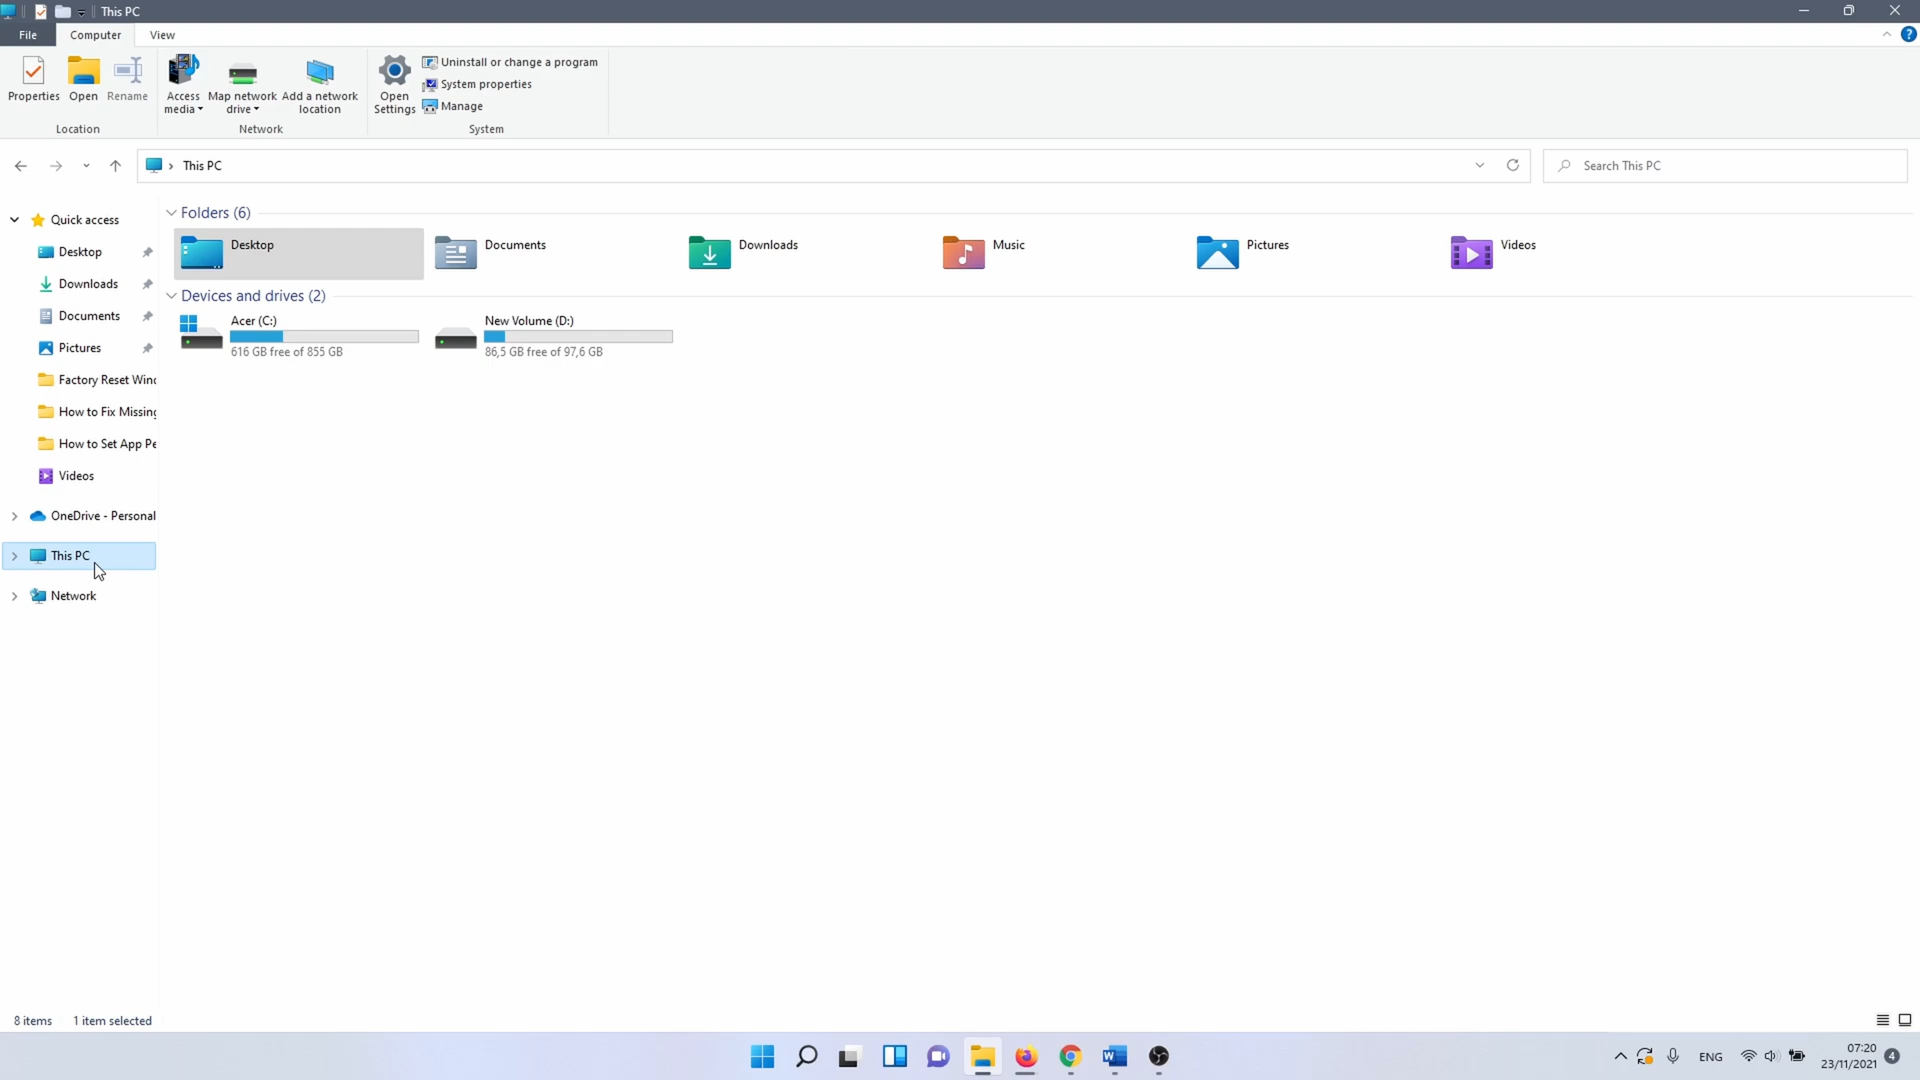 This PC
File Computer View
Uninstall or change a program
System properties
Manage
Properties Open Rename Access media Map network drive Add a network location Open Settings
Location Network System
This PC
Search This PC
Quick access
Desktop
Downloads
Documents
Pictures
Factory Reset Wind
How to Fix Missing
How to Set App Pe
Videos
OneDrive - Personal
This PC
Network
Folders (6)
Desktop Documents Downloads Music Pictures Videos
Devices and drives (2)
Acer (C:)
616 GB free of 855 GB
New Volume (D:)
86,5 GB free of 97,6 GB
8 items 1 item selected
ENG
07:20
23/11/2021
4